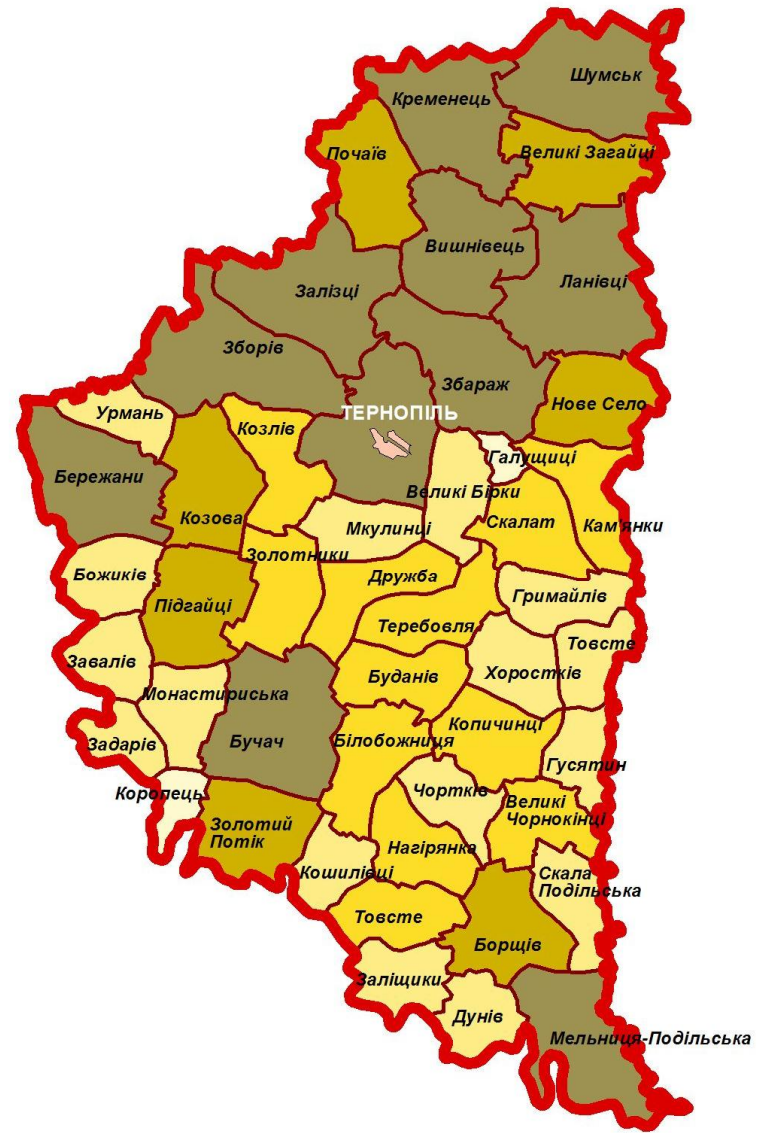 Шумськ
Кременець
Почаїв
Великі Загайці
Вишнівець
Ланівці
Залізці
Зборів
Збараж
Нове Село
ТЕРНОПІЛЬ
Урмань
Козлів
Галущиці
Бережани
Великі Бірки
Козова
Мкулинці
Скалат
Кам'янки
Золотники
Божиків
Дружба
Підгайці
Гримайлів
Теребовля
Товсте
Завалів
Буданів
Хоростків
Монастириська
Копичинці
Задарів
Бучач
Білобожниця
Гусятин
Коропець
Чортків
Великі
Чорнокінці
Золотий
Потік
Нагірянка
Кошилівці
Скала
Подільська
Товсте
Борщів
Заліщики
Дунів
Мельниця-Подільська